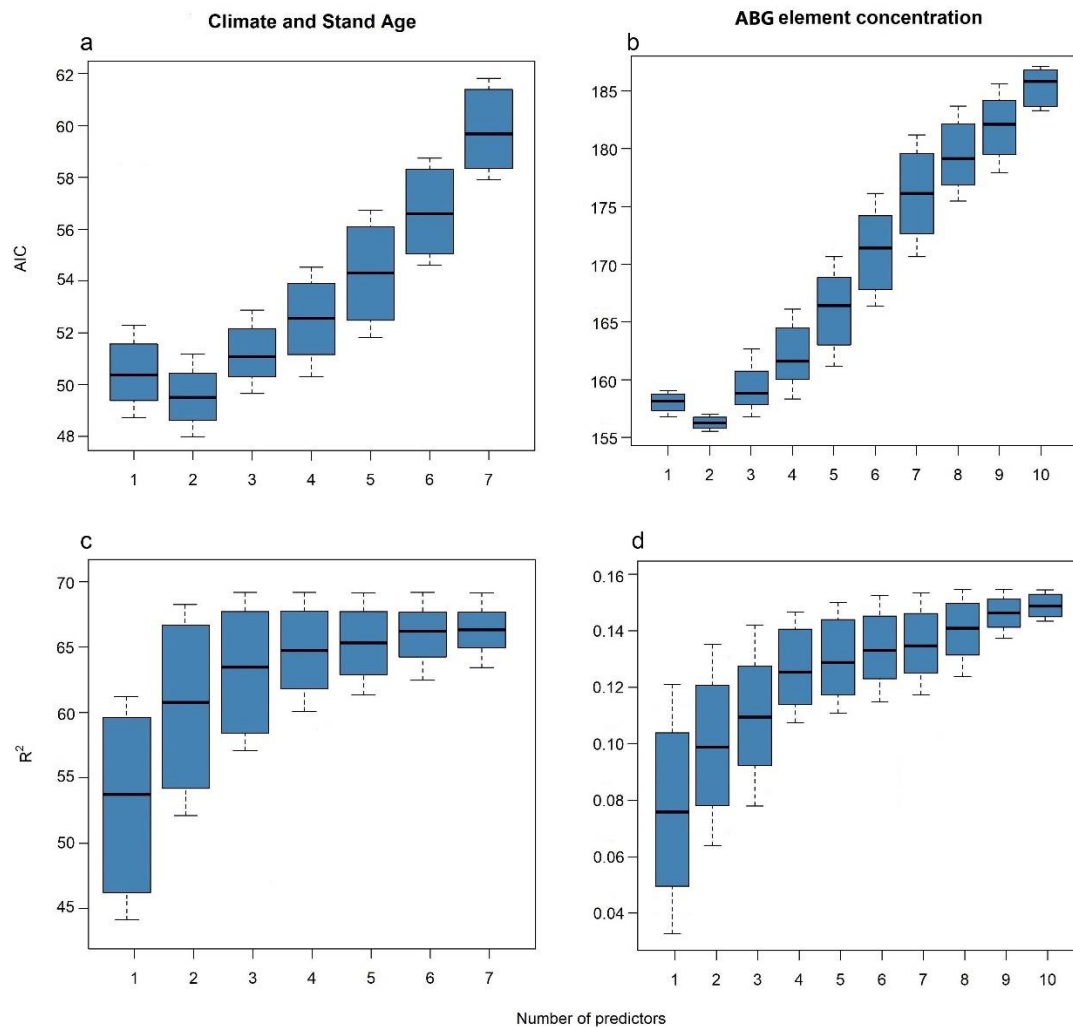 Climate and Stand Age
ABG element concentration
a
62
60
58
56
54
52
50
48
AIC
1 2 3 4 5 6 7
b
185
180
175
170
165
160
155
1 2 3 4 5 6 7 8 9 10
c
70
65
60
55
50
45
R²
1 2 3 4 5 6 7
d
0.16
0.14
0.12
0.10
0.08
0.06
0.04
1 2 3 4 5 6 7 8 9 10
Number of predictors